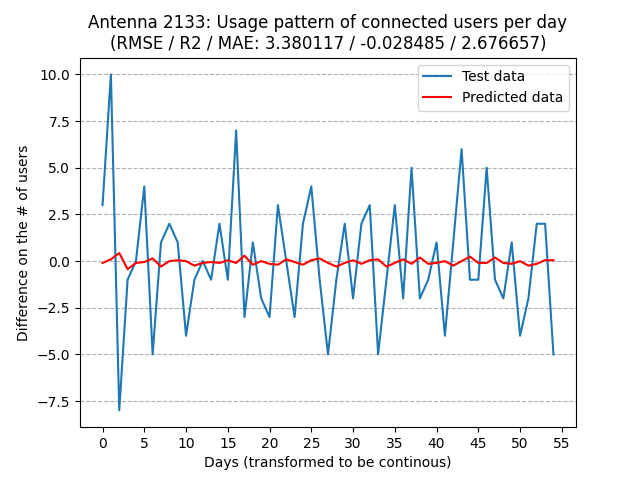 Antenna 2133: Usage pattern of connected users per day
(RMSE / R2 / MAE: 3.380117 / -0.028485 / 2.676657)
Test data
Predicted data
10.0
7.5
5.0
2.5
0.0
−2.5
−5.0
−7.5
Difference on the # of users
0 5 10 15 20 25 30 35 40 45 50 55
Days (transformed to be continous)